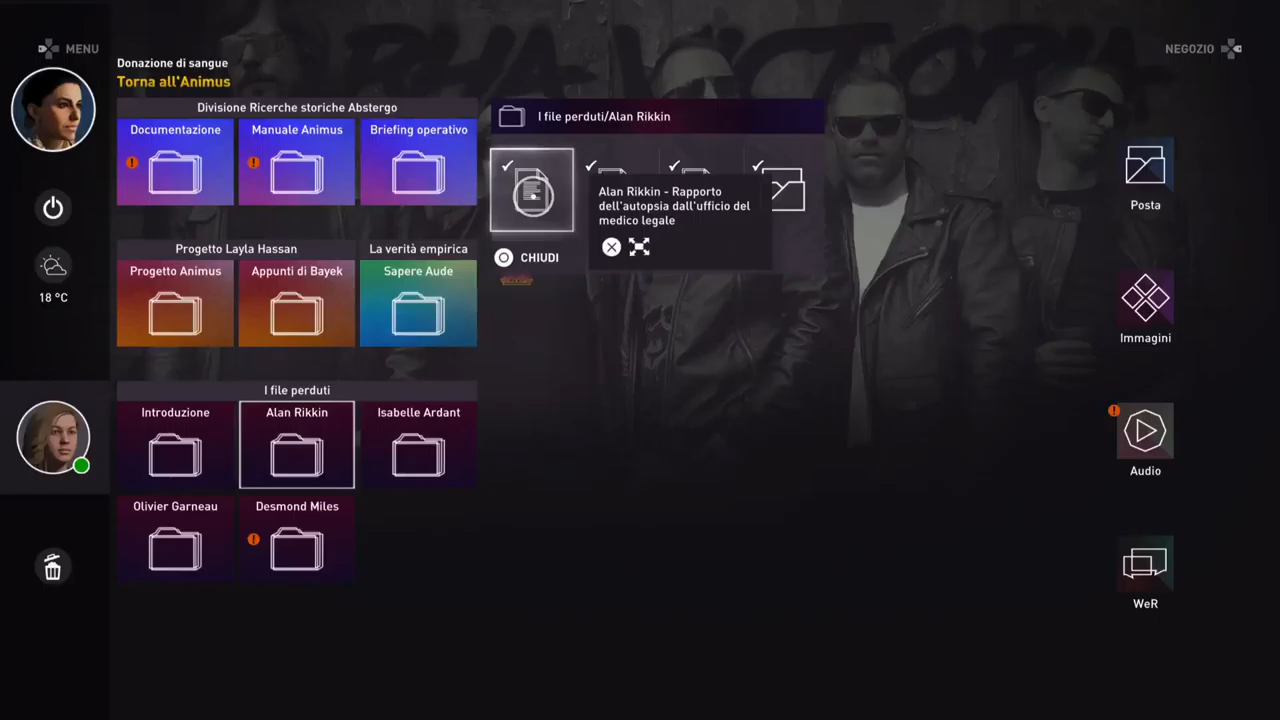 MENU
NEGOZIO
Donazione di sangue
Torna all'Animus
Divisione Ricerche storiche Abstergo
Documentazione
Manuale Animus
Briefing operativo
Progetto Layla Hassan
La verità empirica
Progetto Animus
Appunti di Bayek
Sapere Aude
I file perduti
Introduzione
Alan Rikkin
Isabelle Ardant
Olivier Garneau
Desmond Miles
I file perduti/Alan Rikkin
Alan Rikkin - Rapporto
dell'autopsia dall'ufficio del
medico legale
CHIUDI
18 °C
Posta
Immagini
Audio
WeR